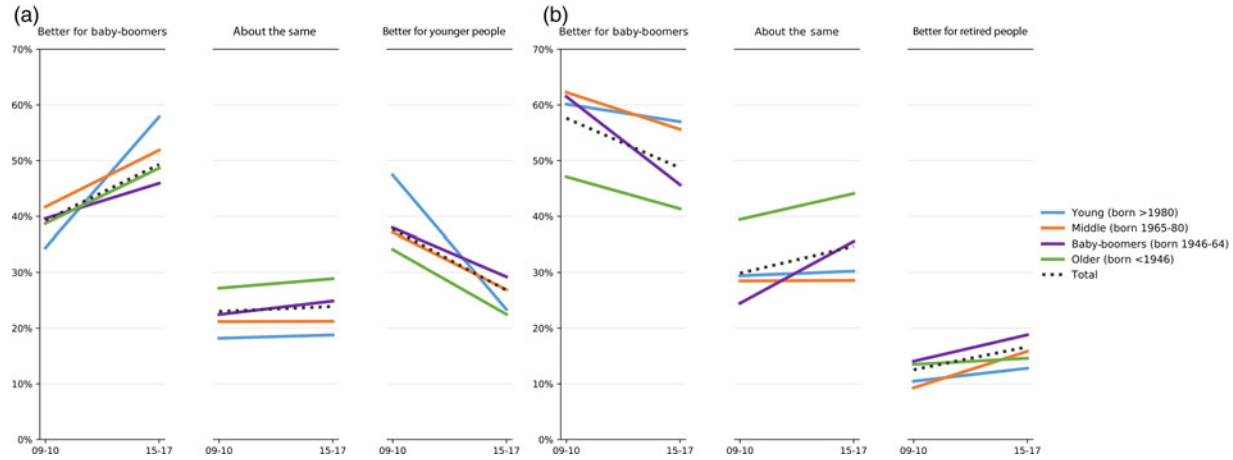 (a)
Better for baby-boomers
About the same
Better for younger people
70%
60%
50%
40%
30%
20%
10%
0%
09-10
15-17
09-10
15-17
09-10
15-17
(b)
Better for baby-boomers
About the same
Better for retired people
70%
60%
50%
40%
30%
20%
10%
0%
09-10
15-17
09-10
15-17
09-10
15-17
Young (born >1980)
Middle (born 1965-80)
Baby-boomers (born 1946-64)
Older (born <1946)
Total